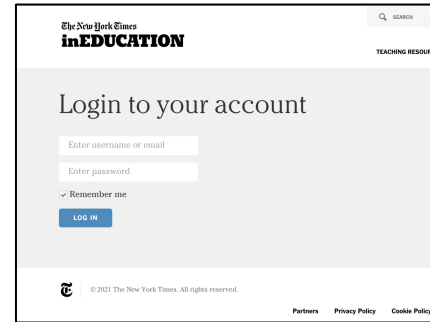 The New York Times
inEDUCATION
SEARCH
TEACHING RESOUR
Login to your account
Enter username or email
Enter password
Remember me
LOG IN
© 2021 The New York Times. All rights reserved.
Partners Privacy Policy Cookie Policy